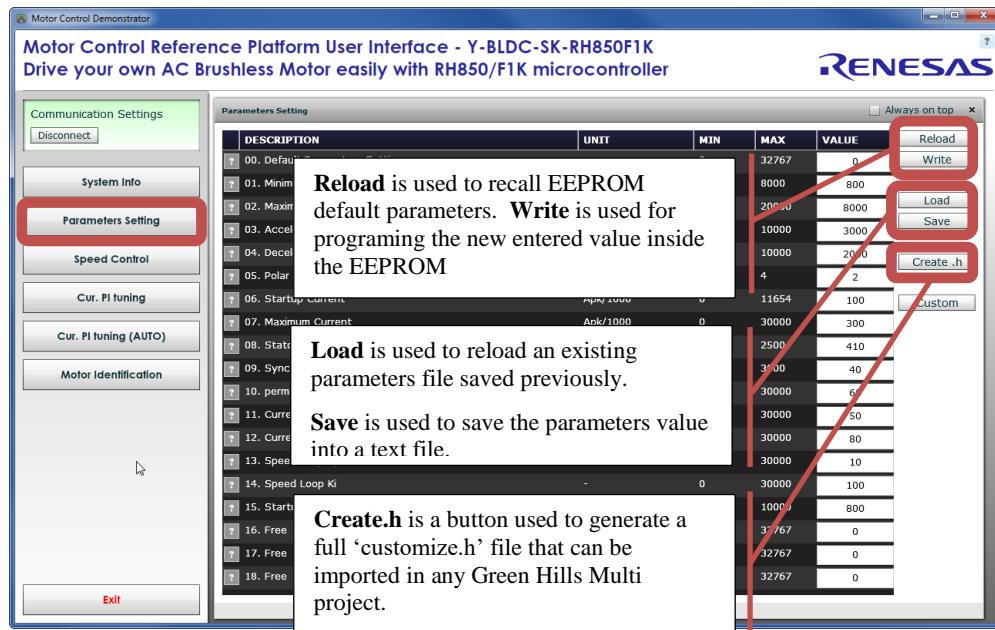 Motor Control Demonstrator
Motor Control Reference Platform User Interface - Y-BLDC-SK-RH850F1K
Drive your own AC Brushless Motor easily with RH850/F1K microcontroller
?
RENESAS
Communication Settings
Disconnect
System Info
Parameters Setting
Speed Control
Cur. PI tuning
Cur. PI tuning (AUTO)
Motor Identification
Exit
Parameters Setting
Always on top x
DESCRIPTION UNIT MIN MAX VALUE
? 00. Default 32767 0
? 01. Minim 8000 800
? 02. Maxim 20000 8000
? 03. Accel 10000 3000
? 04. Decel 10000 2000
? 05. Polar 4 2
? 06. Startup Current Apk/1000 0 11654 100
? 07. Maximum Current Apk/1000 0 30000 300
? 08. Stat 2500 410
? 09. Sync 40
? 10. perm 30000
? 11. Curre 30000 50
? 12. Curre 30000 80
? 13. Spee 30000 10
? 14. Speed Loop Ki - 0 30000 100
? 15. Start 10000 800
? 16. Free 32767 0
? 17. Free 32767 0
? 18. Free 32767 0
Reload
Write
Load
Save
Create .h
Custom
Reload is used to recall EEPROM
default parameters. Write is used for
programing the new entered value inside
the EEPROM
Load is used to reload an existing
parameters file saved previously.
Save is used to save the parameters value
into a text file.
Create.h is a button used to generate a
full ‘customize.h’ file that can be
imported in any Green Hills Multi
project.